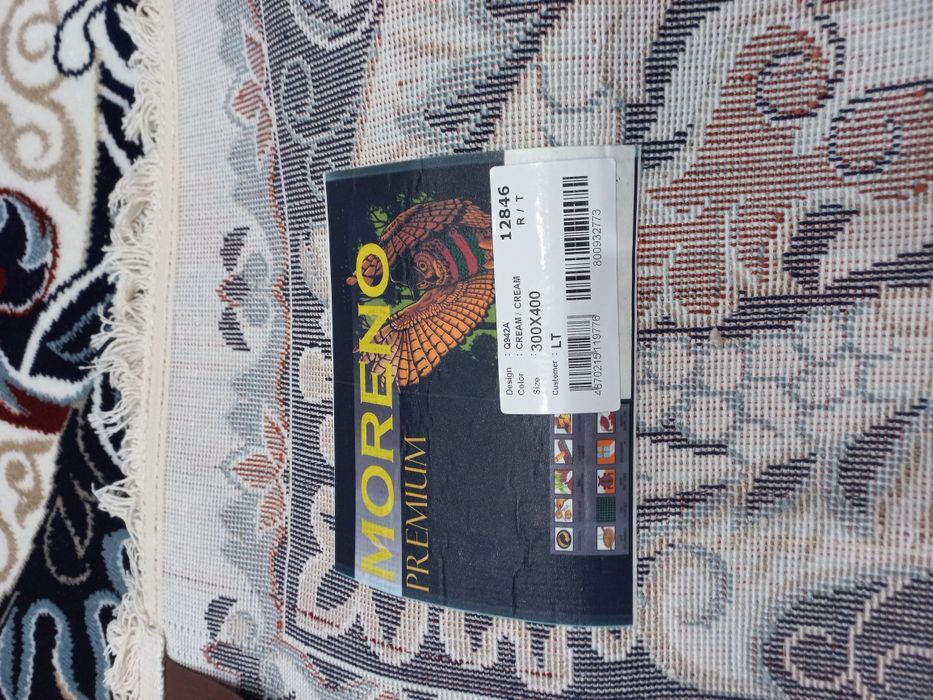 MORENO
PREMIUM
12846
R / T
Design : Q942A
Color : CREAM / CREAM
Size : 300X400
Customer : LT
800932773
4670215119776